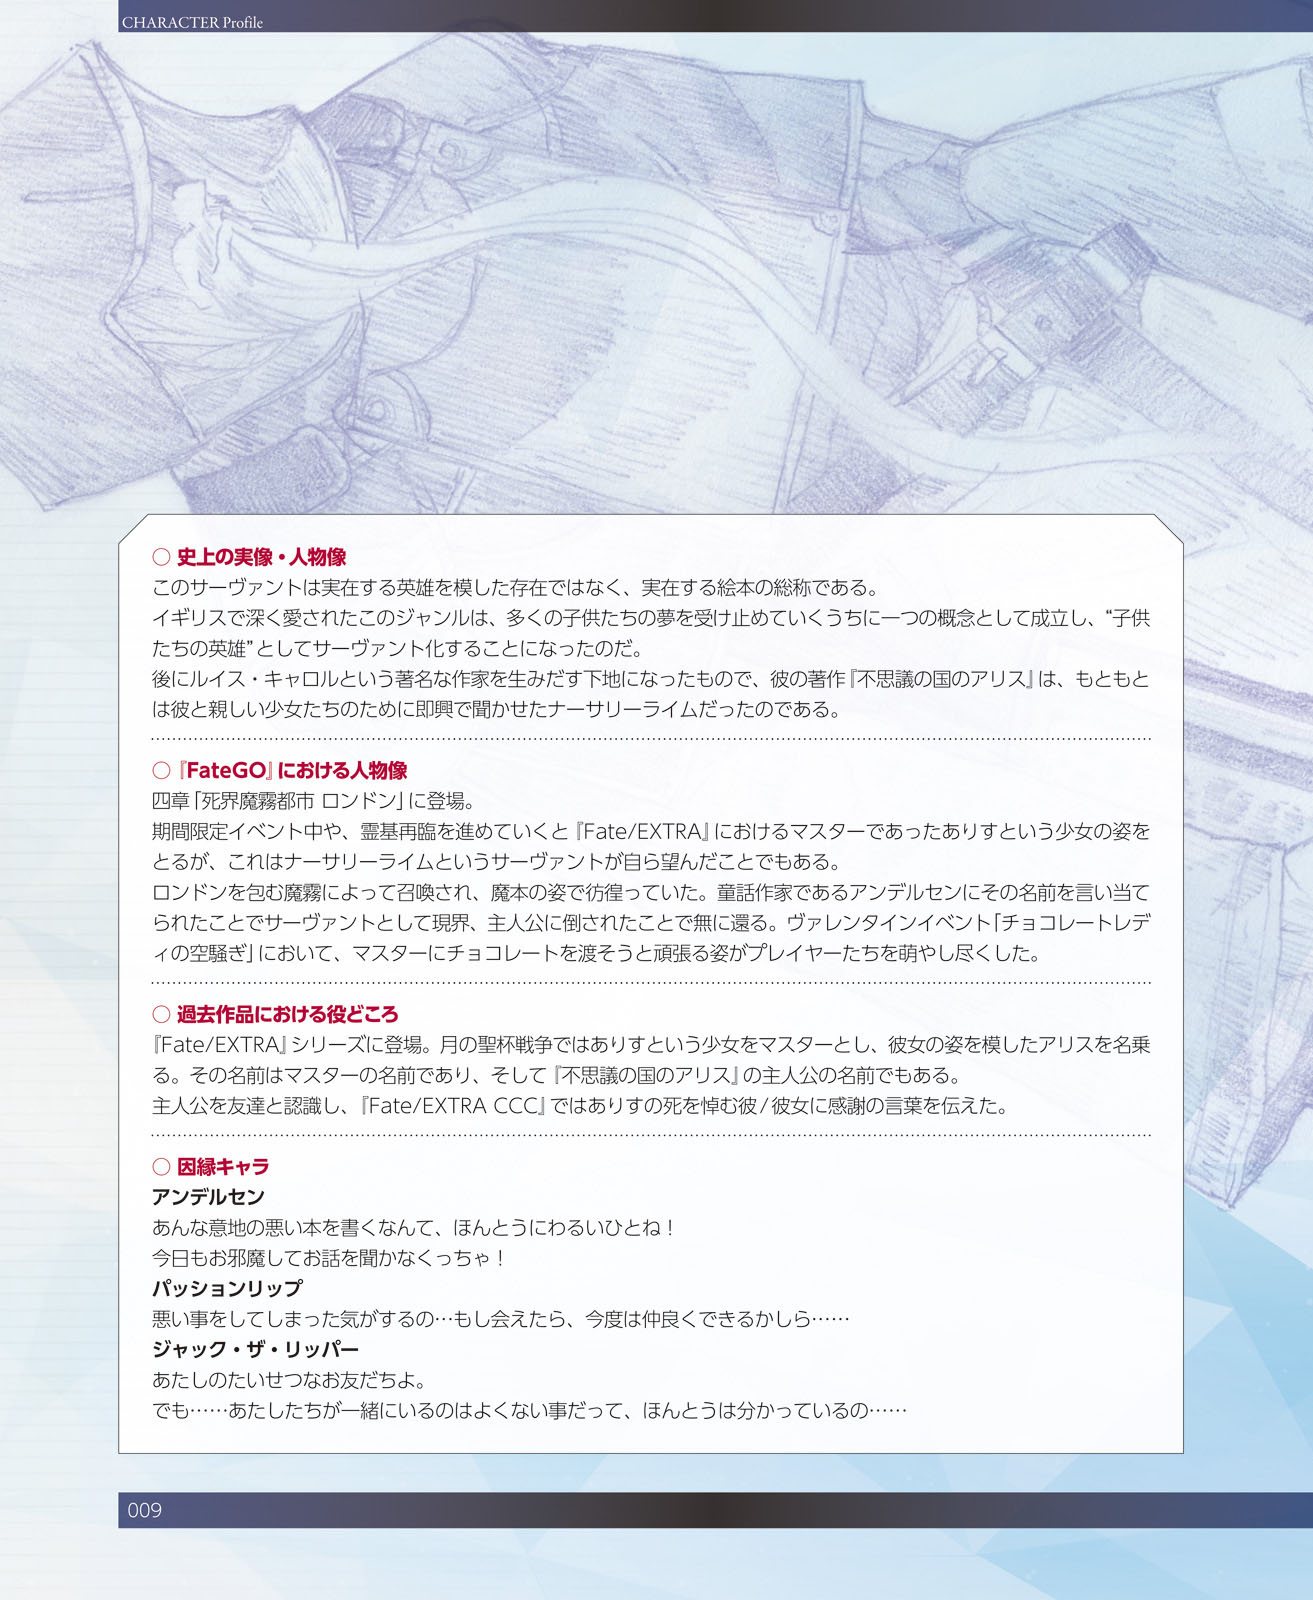 CHARACTER Profile
○ 史上の実像・人物像
このサーヴァントは実在する英雄を模した存在ではなく、実在する絵本の総称である。
イギリスで深く愛されたこのジャンルは、多くの子供たちの夢を受け止めていくうちに一つの概念として成立し、“子供
たちの英雄”としてサーヴァント化することになったのだ。
後にルイス・キャロルという著名な作家を生みだす下地になったもので、彼の著作『不思議の国のアリス』は、もともと
は彼と親しい少女たちのために即興で聞かせたナーサリーライムだったのである。
○ 『FateGO』における人物像
四章「死界魔霧都市 ロンドン」に登場。
期間限定イベント中や、霊基再臨を進めていくと『Fate/EXTRA』におけるマスターであったありすという少女の姿を
とるが、これはナーサリーライムというサーヴァントが自ら望んだことでもある。
ロンドンを包む魔霧によって召喚され、魔本の姿で彷徨っていた。童話作家であるアンデルセンにその名前を言い当て
られたことでサーヴァントとして現界、主人公に倒されたことで無に還る。ヴァレンタインイベント「チョコレートレデ
ィの空騒ぎ」において、マスターにチョコレートを渡そうと頑張る姿がプレイヤーたちを萌やし尽くした。
○ 過去作品における役どころ
『Fate/EXTRA』シリーズに登場。月の聖杯戦争ではありすという少女をマスターとし、彼女の姿を模したアリスを名乗
る。その名前はマスターの名前であり、そして『不思議の国のアリス』の主人公の名前でもある。
主人公を友達と認識し、『Fate/EXTRA CCC』ではありすの死を悼む彼/彼女に感謝の言葉を伝えた。
○ 因縁キャラ
アンデルセン
あんな意地の悪い本を書くなんて、ほんとうにわるいひとね！
今日もお邪魔してお話を聞かなくっちゃ！
パッションリップ
悪い事をしてしまった気がするの…もし会えたら、今度は仲良くできるかしら……
ジャック・ザ・リッパー
あたしのたいせつなお友だちよ。
でも……あたしたちが一緒にいるのはよくない事だって、ほんとうは分かっているの……
009